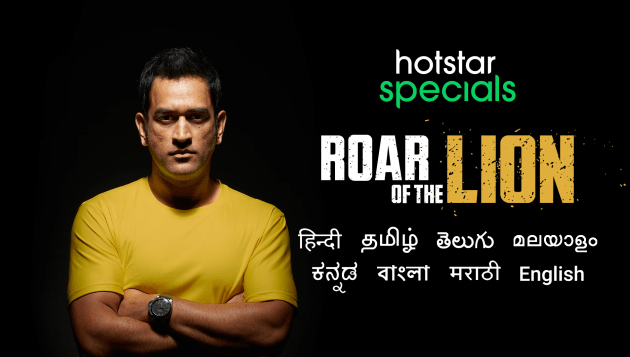 hotstar
specials
ROAR
OF THE LION
हिन्दी தமிழ் తెలుగు മലയാളം
ಕನ್ನಡ বাংলা मराठी English